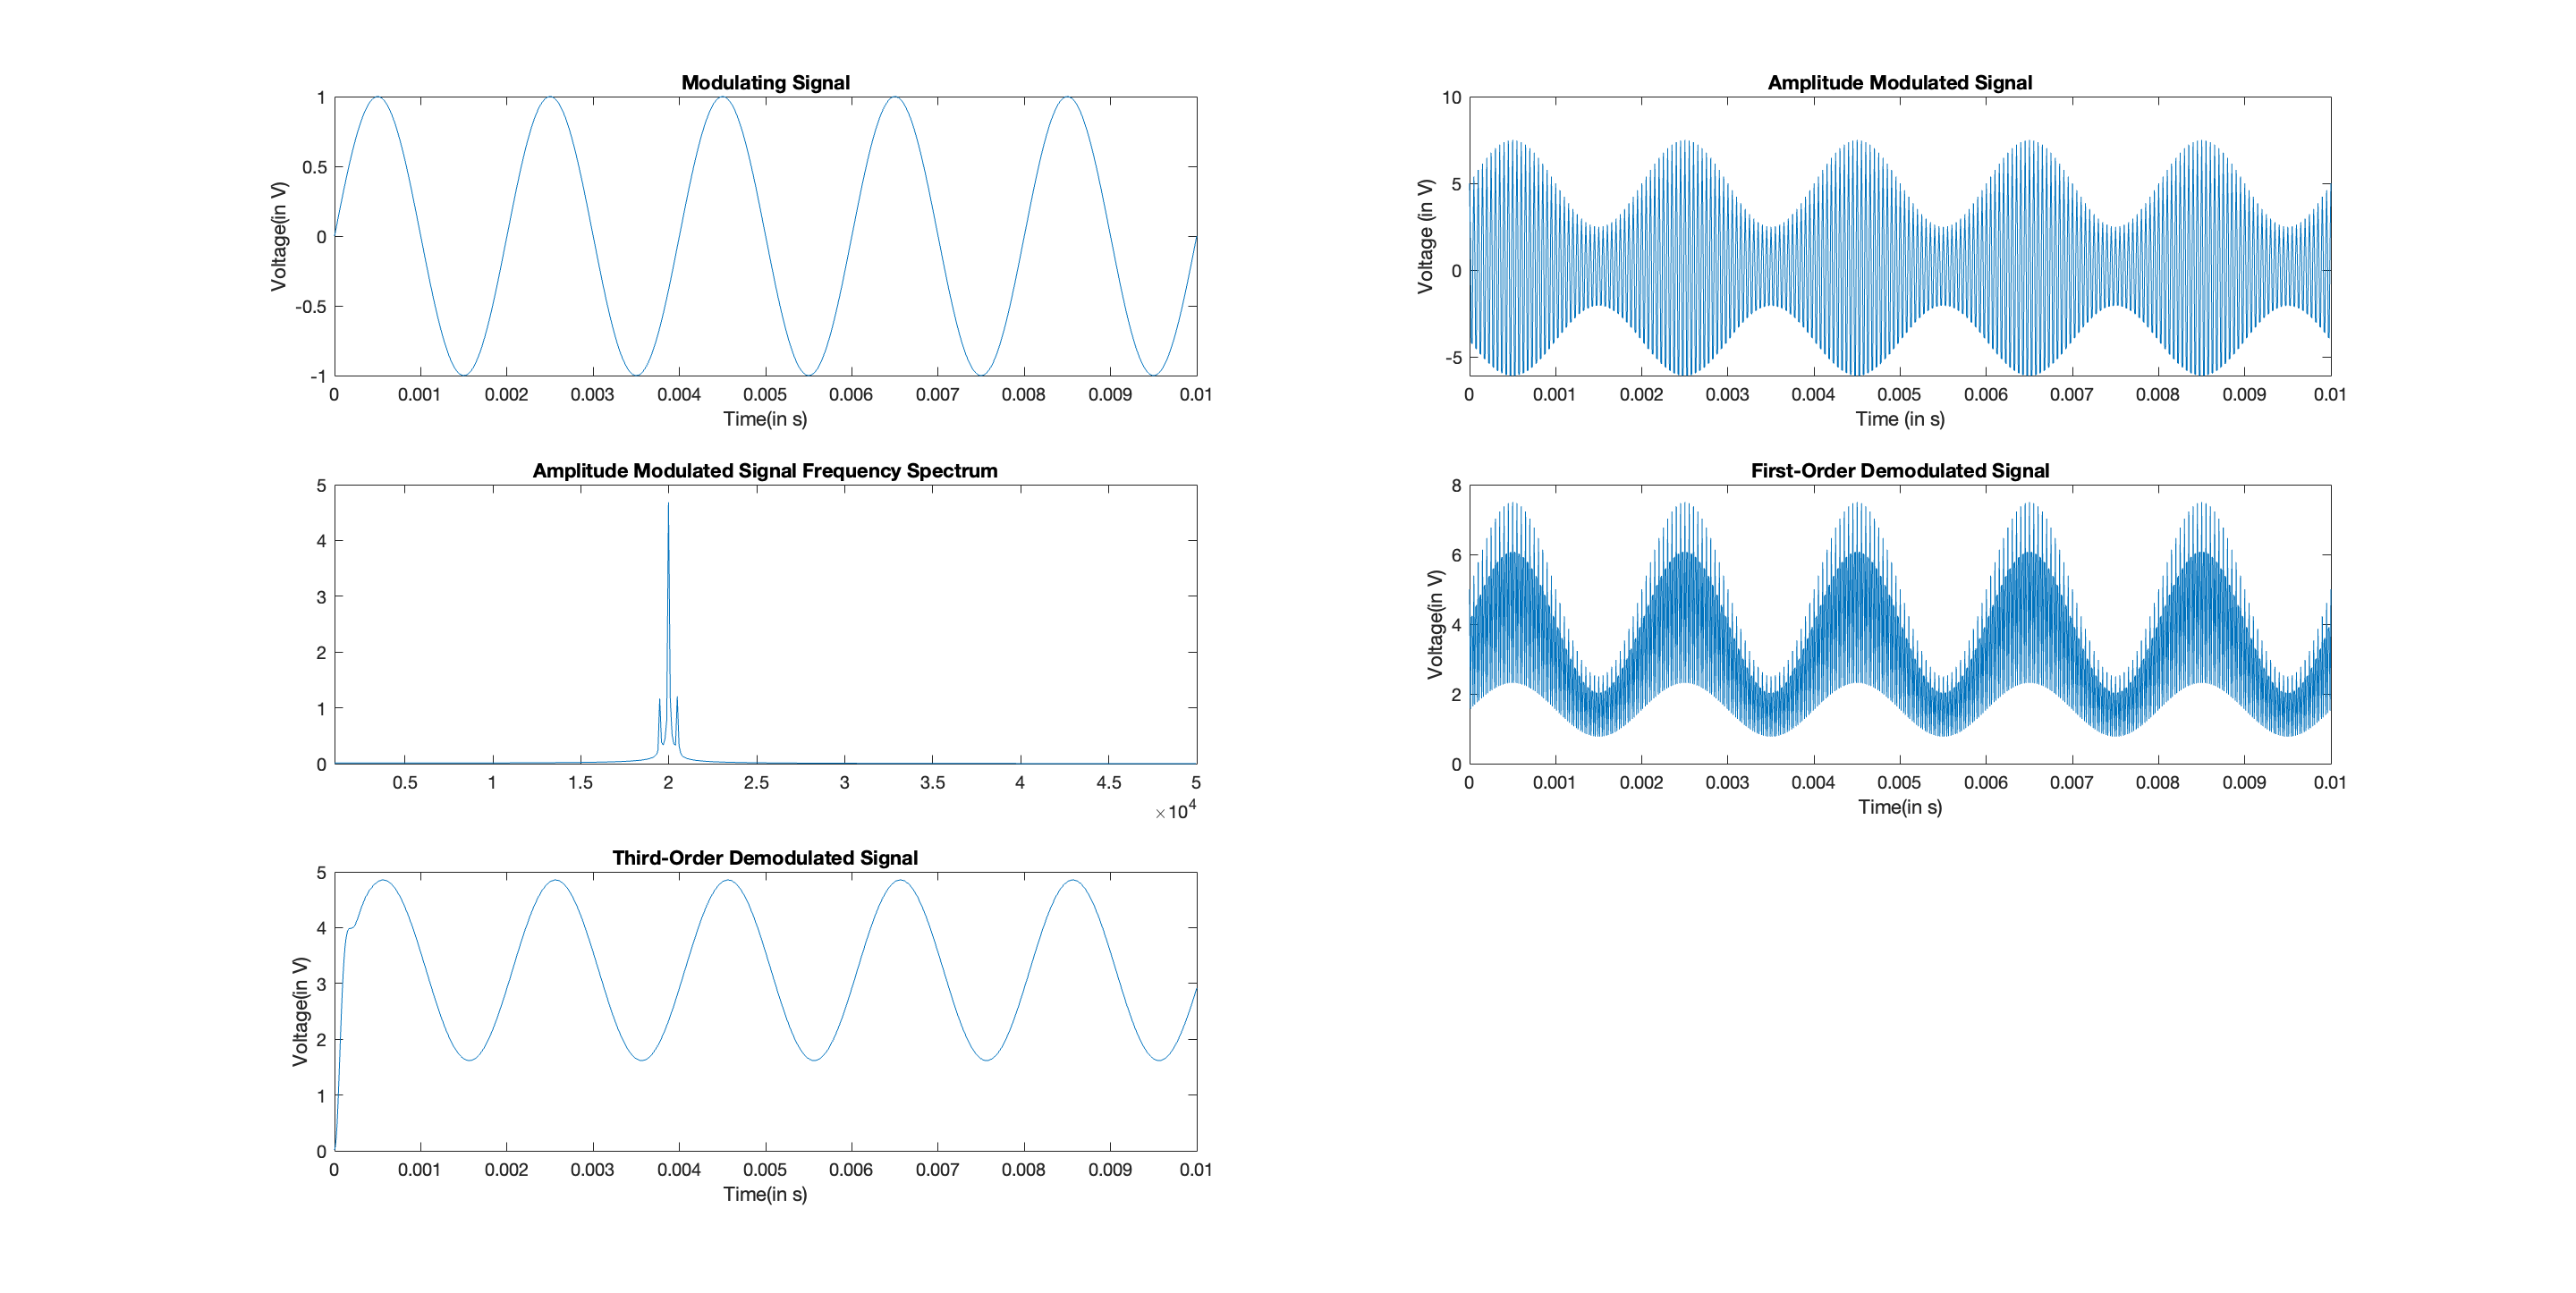 Modulating Signal
1
0.5
0
-0.5
-1
Voltage(in V)
0 0.001 0.002 0.003 0.004 0.005 0.006 0.007 0.008 0.009 0.01
Time(in s)
Amplitude Modulated Signal
10
5
0
-5
Voltage (in V)
0 0.001 0.002 0.003 0.004 0.005 0.006 0.007 0.008 0.009 0.01
Time (in s)
Amplitude Modulated Signal Frequency Spectrum
5
4
3
2
1
0
0.5 1 1.5 2 2.5 3 3.5 4 4.5 5
×10⁴
First-Order Demodulated Signal
8
6
4
2
0
Voltage(in V)
0 0.001 0.002 0.003 0.004 0.005 0.006 0.007 0.008 0.009 0.01
Time(in s)
Third-Order Demodulated Signal
5
4
3
2
1
0
Voltage(in V)
0 0.001 0.002 0.003 0.004 0.005 0.006 0.007 0.008 0.009 0.01
Time(in s)